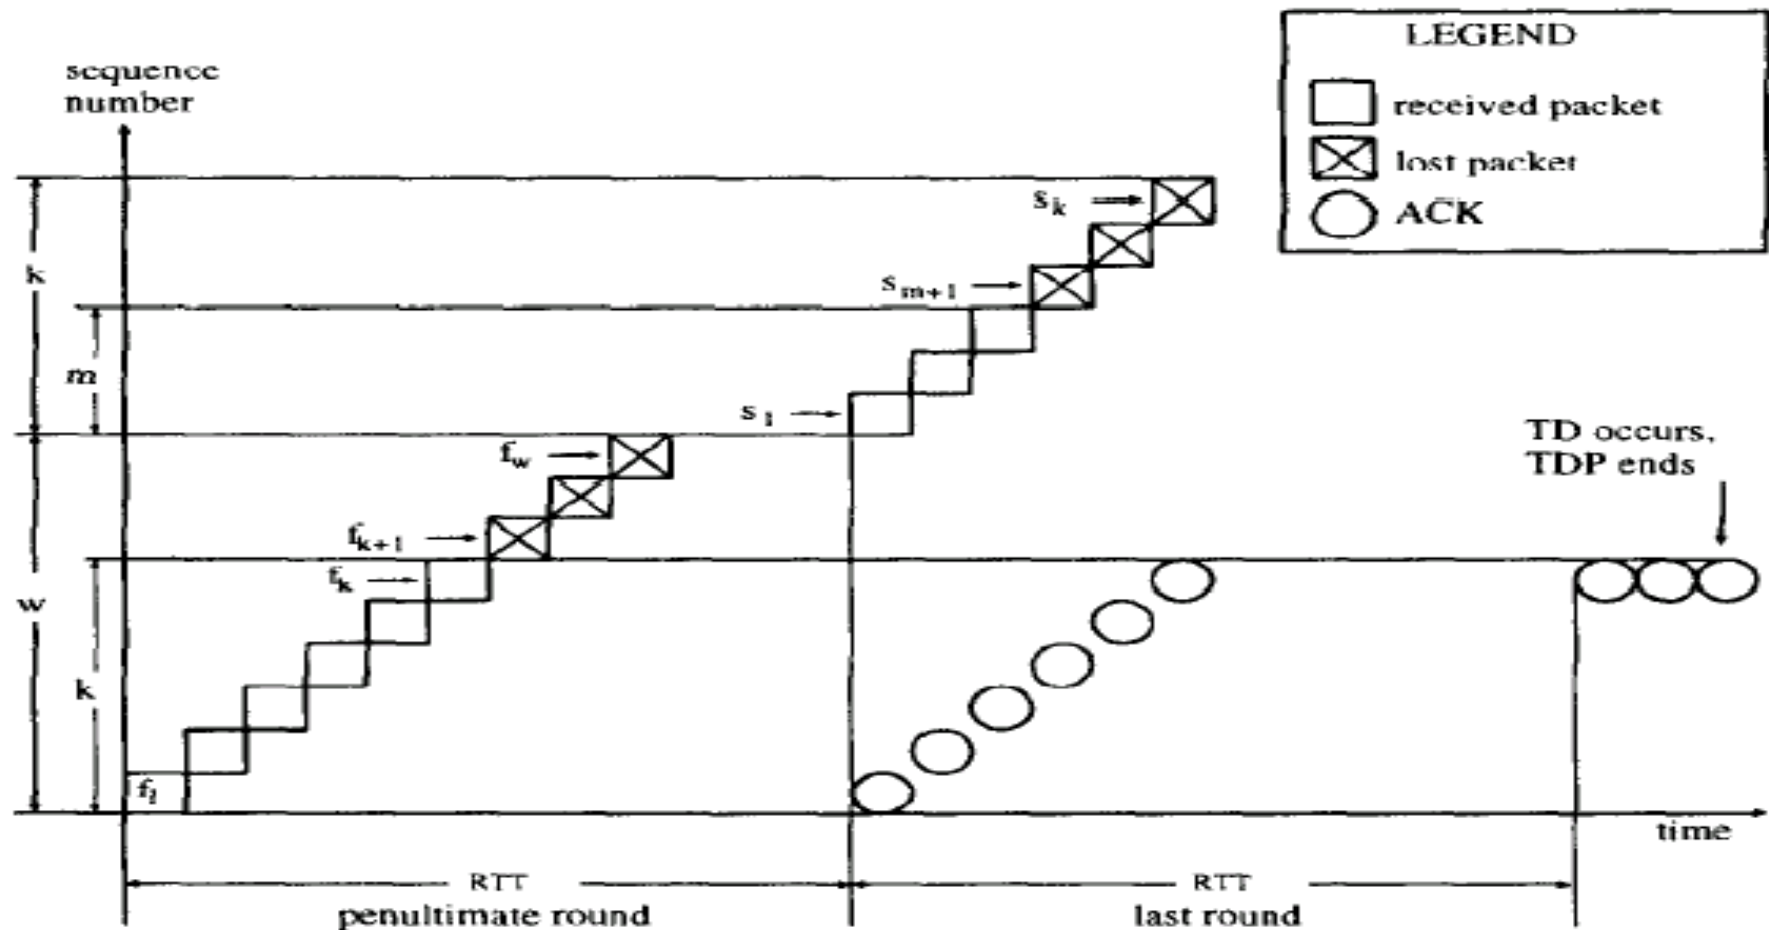 LEGEND
received packet
lost packet
ACK
sequence
number
k
m
w
k
s_k
s_m+1
s_1
f_w
f_k+1
f_k
f_1
TD occurs,
TDP ends
time
RTT
RTT
penultimate round
last round